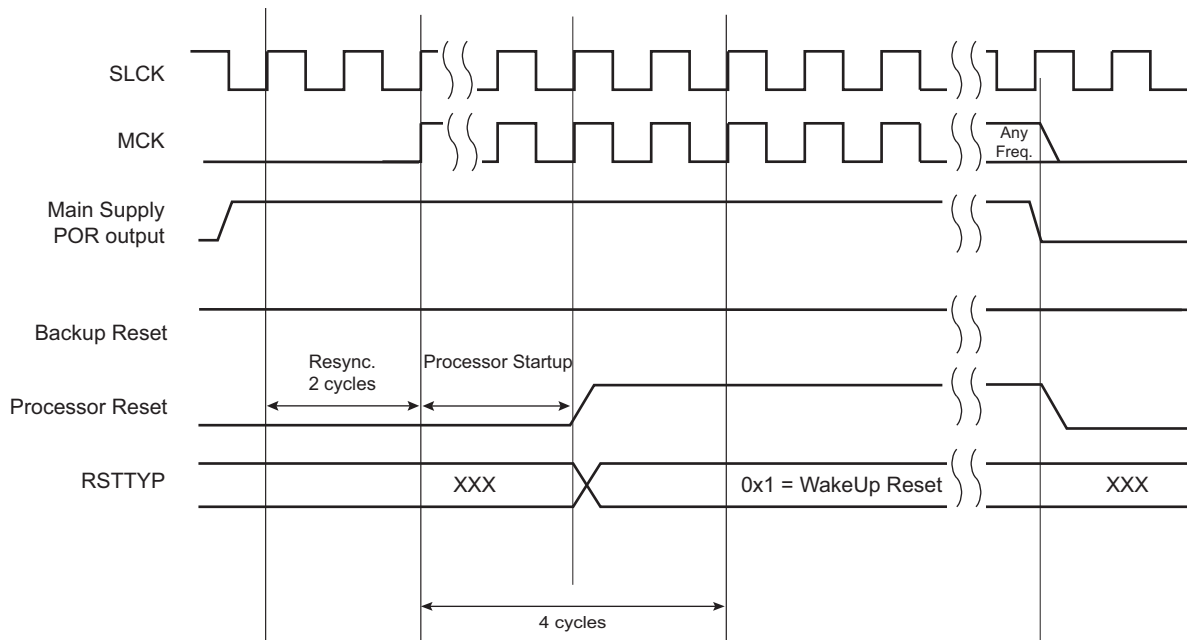 SLCK
MCK
Any
Freq.
Main Supply
POR output
Backup Reset
Resync.
2 cycles
Processor Startup
Processor Reset
RSTTYP
XXX
0x1 = WakeUp Reset
XXX
4 cycles